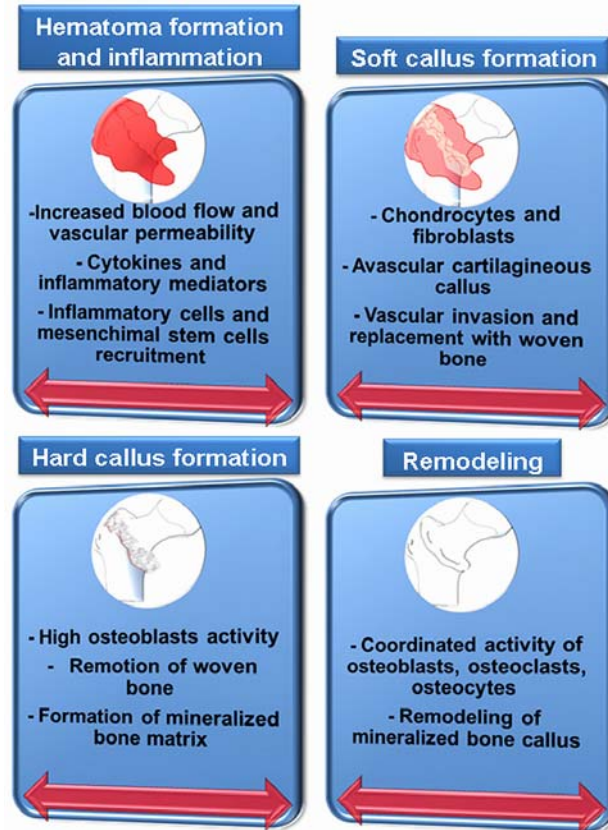 Hematoma formation
and inflammation
-Increased blood flow and
vascular permeability
- Cytokines and
inflammatory mediators
- Inflammatory cells and
mesenchimal stem cells
recruitment
Soft callus formation
- Chondrocytes and
fibroblasts
- Avascular cartilagineous
callus
- Vascular invasion and
replacement with woven
bone
Hard callus formation
- High osteoblasts activity
- Remotion of woven
bone
- Formation of mineralized
bone matrix
Remodeling
- Coordinated activity of
osteoblasts, osteoclasts,
osteocytes
- Remodeling of
mineralized bone callus